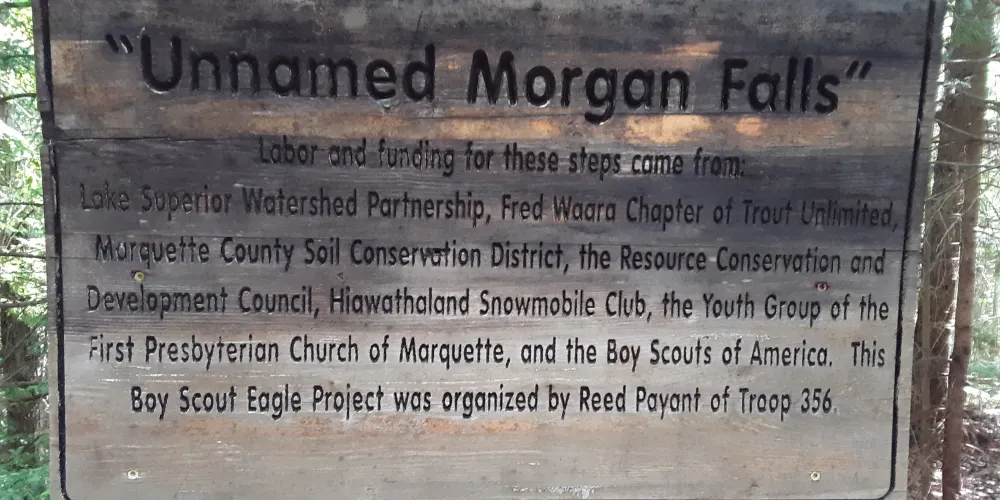 "Unnamed Morgan Falls"
Labor and funding for these steps came from:
Lake Superior Watershed Partnership, Fred Waara Chapter of Trout Unlimited,
Marquette County Soil Conservation District, the Resource Conservation and
Development Council, Hiawathaland Snowmobile Club, the Youth Group of the
First Presbyterian Church of Marquette, and the Boy Scouts of America. This
Boy Scout Eagle Project was organized by Reed Payant of Troop 356.